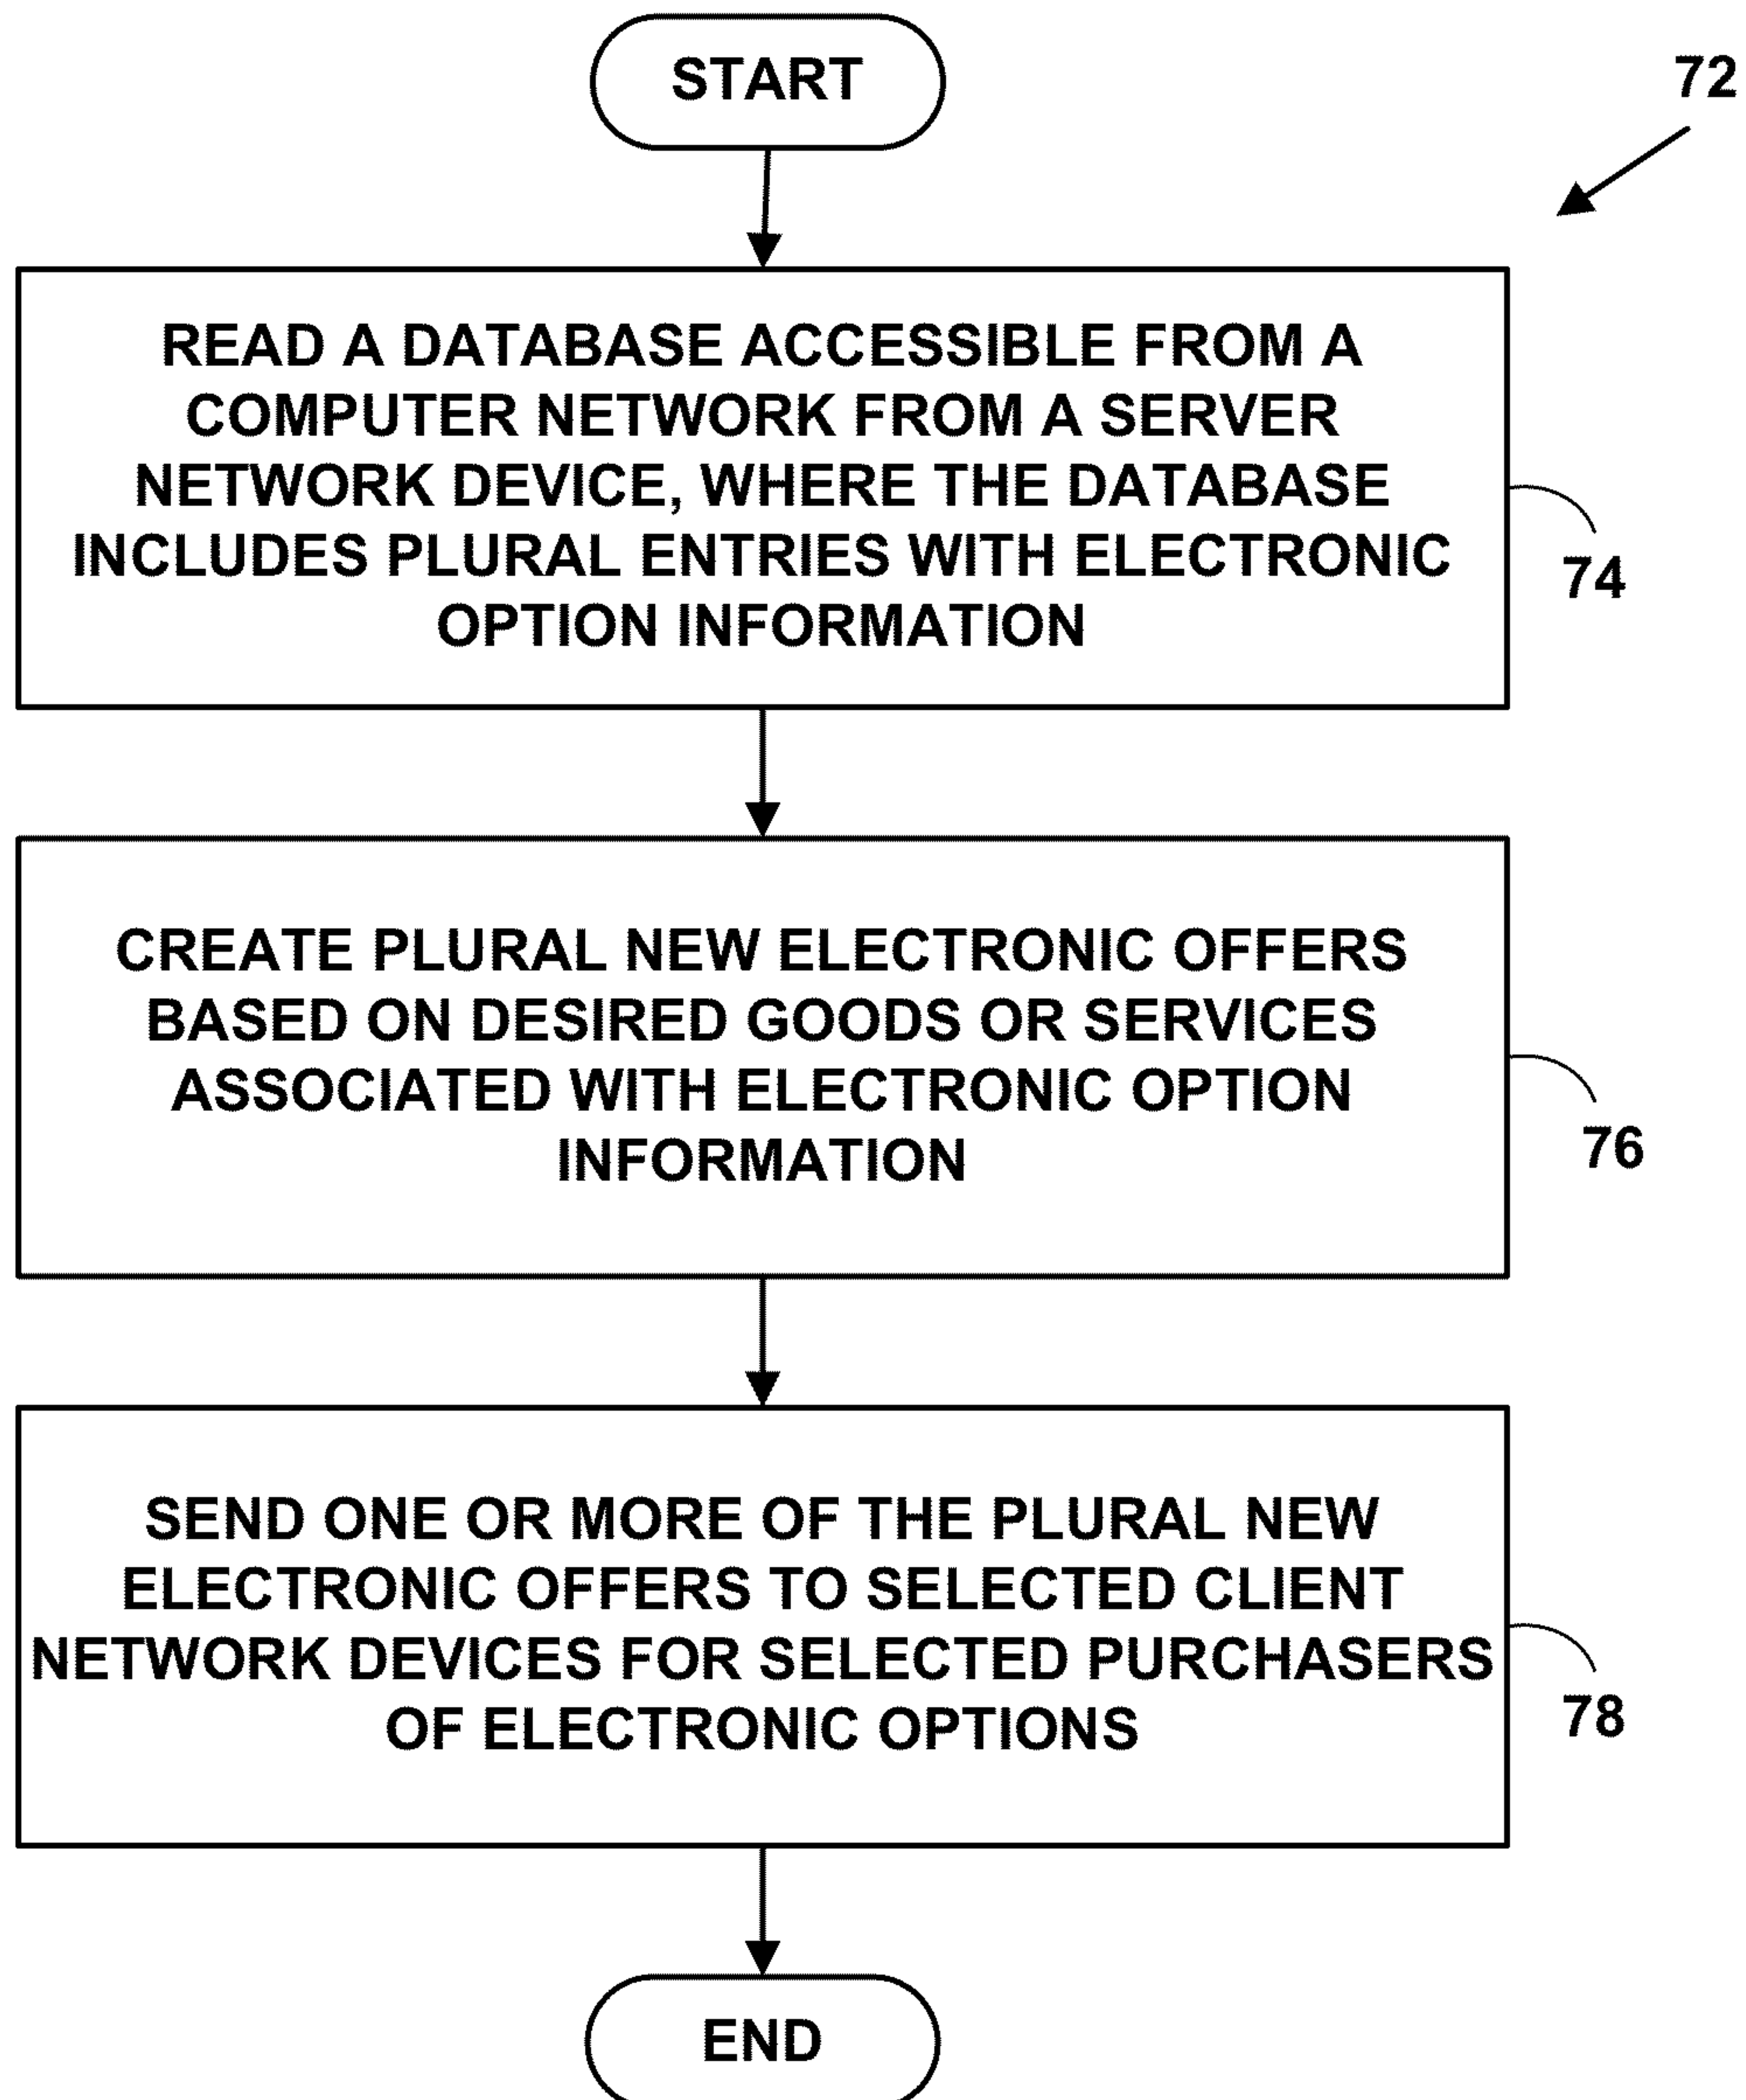 START
72
READ A DATABASE ACCESSIBLE FROM A
COMPUTER NETWORK FROM A SERVER
NETWORK DEVICE, WHERE THE DATABASE
INCLUDES PLURAL ENTRIES WITH ELECTRONIC
OPTION INFORMATION
74
CREATE PLURAL NEW ELECTRONIC OFFERS
BASED ON DESIRED GOODS OR SERVICES
ASSOCIATED WITH ELECTRONIC OPTION
INFORMATION
76
SEND ONE OR MORE OF THE PLURAL NEW
ELECTRONIC OFFERS TO SELECTED CLIENT
NETWORK DEVICES FOR SELECTED PURCHASERS
OF ELECTRONIC OPTIONS
78
END